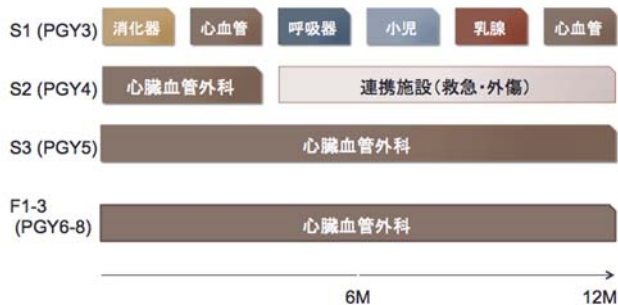 S1 (PGY3) 消化器 心血管 呼吸器 小児 乳腺 心血管
S2 (PGY4) 心臓血管外科 連携施設(救急・外傷)
S3 (PGY5) 心臓血管外科
F1-3
(PGY6-8) 心臓血管外科
6M 12M